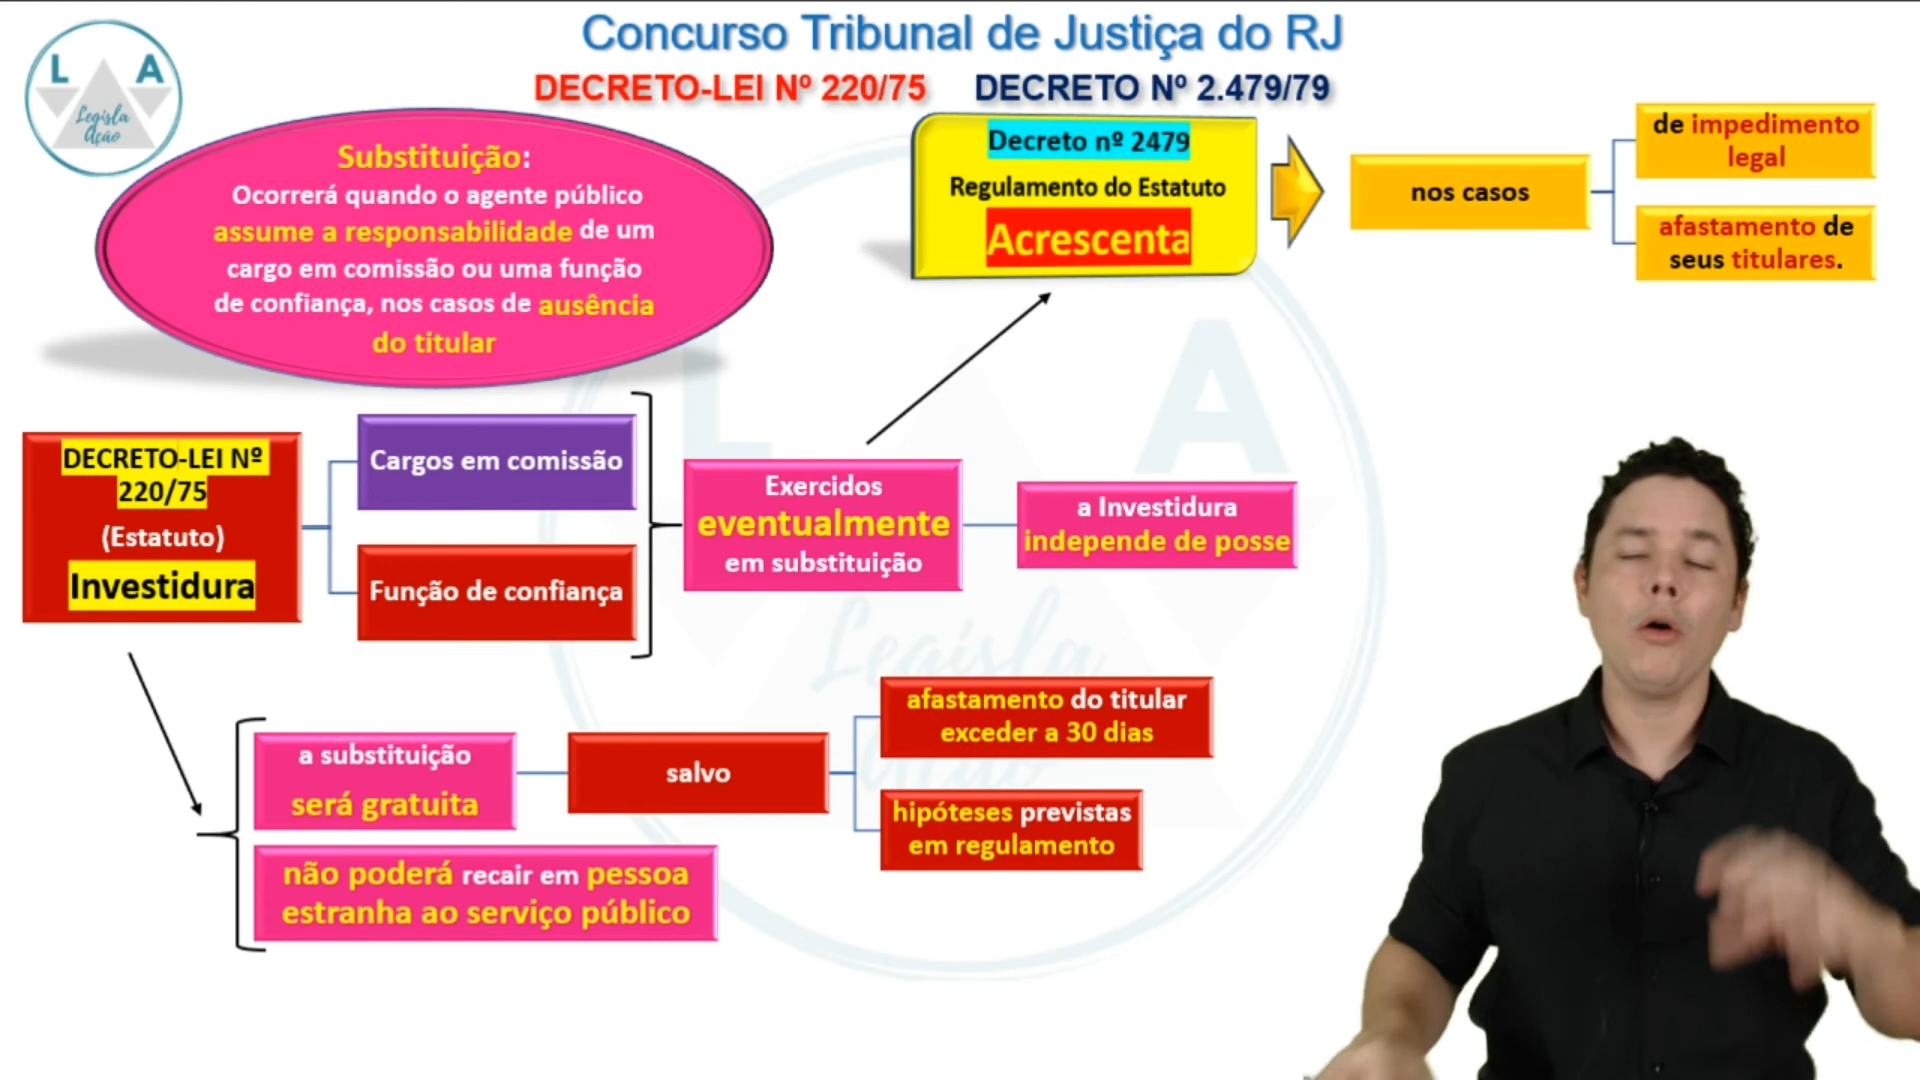 Concurso Tribunal de Justiça do RJ
DECRETO-LEI Nº 220/75 DECRETO Nº 2.479/79
L A
Legisla
Ação
Substituição:
Ocorrerá quando o agente público
assume a responsabilidade de um
cargo em comissão ou uma função
de confiança, nos casos de ausência
do titular
Decreto nº 2479
Regulamento do Estatuto
Acrescenta
nos casos
de impedimento
legal
afastamento de
seus titulares.
DECRETO-LEI Nº
220/75
(Estatuto)
Investidura
Cargos em comissão
Função de confiança
Exercidos
eventualmente
em substituição
a Investidura
independe de posse
a substituição
será gratuita
salvo
afastamento do titular
exceder a 30 dias
hipóteses previstas
em regulamento
não poderá recair em pessoa
estranha ao serviço público
L A
Legisla
Ação